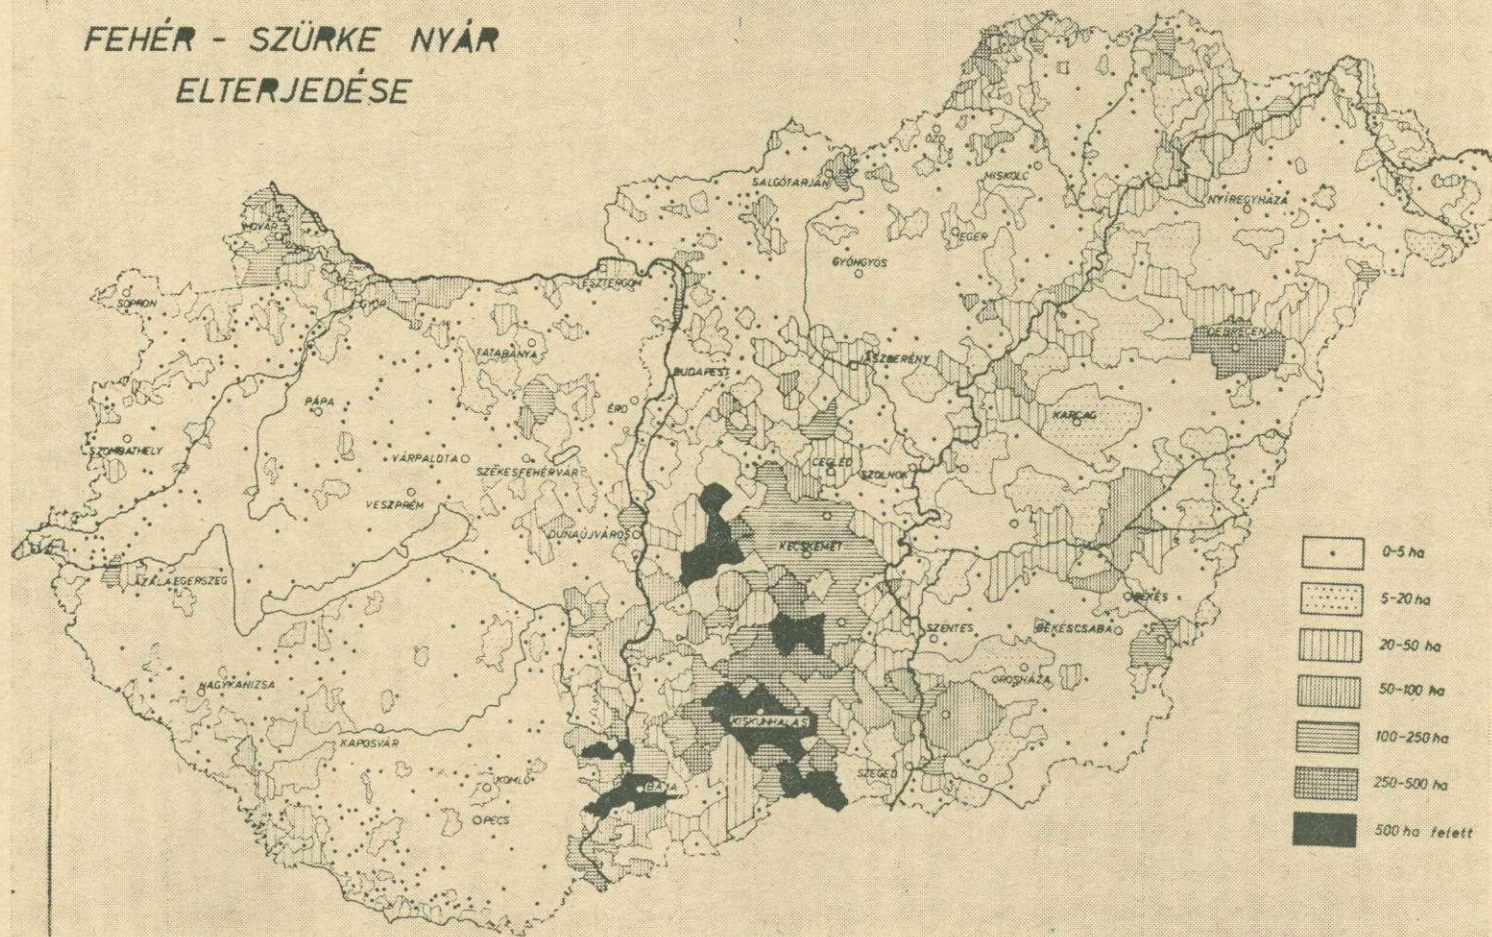 FEHÉR - SZÜRKE NYÁR
ELTERJEDÉSE
ÓZD
SALGÓTARJÁN
MISKOLC
NYÍREGYHÁZA
EGER
GYÖNGYÖS
MOVÁR
SOPRON
GYŐR
ESZTERGOM
DEBRECEN
TATABÁNYA
BUDAPEST
JÁSZBERÉNY
PÁPA
ÉRD
KARCAG
SZOMBATHELY
VÁRPALOTA
SZÉKESFEHÉRVÁR
CEGLÉD
SZOLNOK
VESZPRÉM
DUNAÚJVÁROS
KECSKEMÉT
0-5 ha
ZALAEGERSZEG
5-20 ha
BÉKÉS
SZENTES
BÉKÉSCSABA
20-50 ha
NAGYKANIZSA
OROSHÁZA
50-100 ha
KISKUNHALAS
KAPOSVÁR
100-250 ha
SZEGED
KOMLÓ
BAJA
250-500 ha
PÉCS
500 ha felett